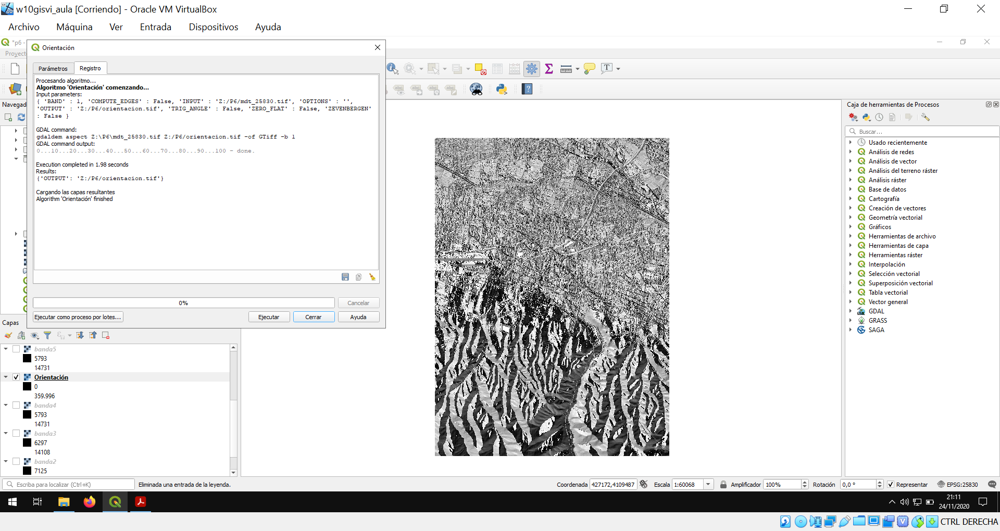 w10gisvi_aula [Corriendo] - Oracle VM VirtualBox
Archivo Máquina Ver Entrada Dispositivos Ayuda
*p6 -
Proyect
Orientación
Parámetros Registro
Procesando algoritmo...
Algoritmo 'Orientación' comenzando...
Input parameters:
{ 'BAND' : 1, 'COMPUTE_EDGES' : False, 'INPUT' : 'Z:/P6/mdt_25830.tif', 'OPTIONS' : '',
'OUTPUT' : 'Z:/P6/orientacion.tif', 'TRIG_ANGLE' : False, 'ZERO_FLAT' : False, 'ZEVENBERGEN'
: False }
GDAL command:
gdaldem aspect Z:\P6\mdt_25830.tif Z:/P6/orientacion.tif -of GTiff -b 1
GDAL command output:
0...10...20...30...40...50...60...70...80...90...100 - done.
Execution completed in 1.98 seconds
Results:
{'OUTPUT': 'Z:/P6/orientacion.tif'}
Cargando las capas resultantes
Algorithm 'Orientación' finished
0%
Cancelar
Ejecutar como proceso por lotes...
Ejecutar
Cerrar
Ayuda
Navegad
Capas
banda5
5793
14731
Orientación
0
359.996
banda4
5793
14731
banda3
6297
14108
banda2
7125
Caja de herramientas de Procesos
Buscar...
Usado recientemente
Análisis de redes
Análisis de vector
Análisis del terreno ráster
Análisis ráster
Base de datos
Cartografía
Creación de vectores
Geometría vectorial
Gráficos
Herramientas de archivo
Herramientas de capa
Herramientas ráster
Interpolación
Selección vectorial
Superposición vectorial
Tabla vectorial
Vector general
GDAL
GRASS
SAGA
Escriba para localizar (Ctrl+K)
Eliminada una entrada de la leyenda.
Coordenada 427172,4109487
Escala 1:60068
Amplificador 100%
Rotación 0,0 °
Representar
EPSG:25830
21:11
24/11/2020
CTRL DERECHA